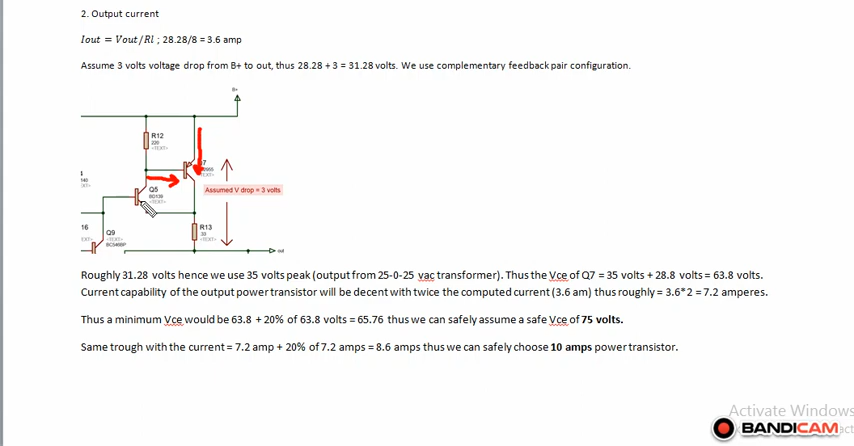 2. Output current
Iout = Vout/Rl ; 28.28/8 = 3.6 amp
Assume 3 volts voltage drop from B+ to out, thus 28.28 + 3 = 31.28 volts. We use complementary feedback pair configuration.
B+
R12
220
<TEXT>
Q5
BD139
<TEXT>
Assumed V drop = 3 volts
R13
<TEXT>
16
Q9
BC546BP
out
Roughly 31.28 volts hence we use 35 volts peak (output from 25-0-25 vac transformer). Thus the Vce of Q7 = 35 volts + 28.8 volts = 63.8 volts.
Current capability of the output power transistor will be decent with twice the computed current (3.6 am) thus roughly = 3.6*2 = 7.2 amperes.
Thus a minimum Vce would be 63.8 + 20% of 63.8 volts = 65.76 thus we can safely assume a safe Vce of 75 volts.
Same trough with the current = 7.2 amp + 20% of 7.2 amps = 8.6 amps thus we can safely choose 10 amps power transistor.
Activate Windows
BANDICAM